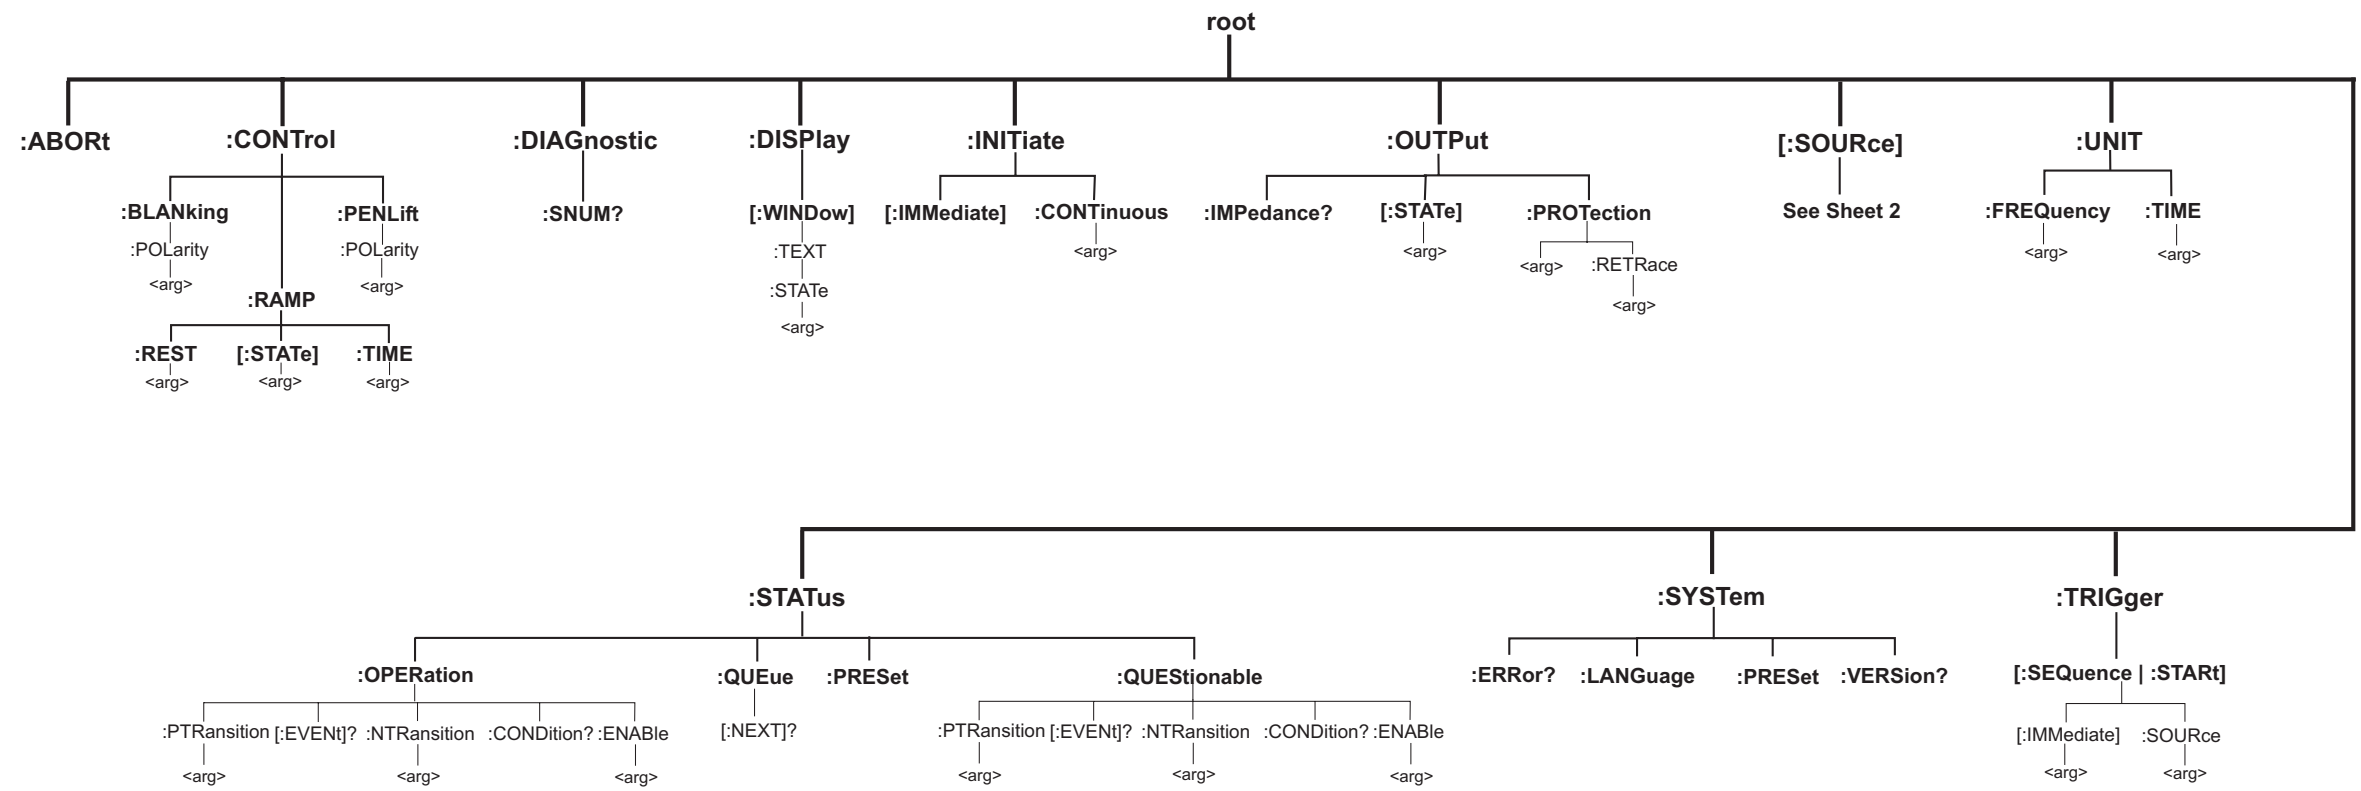 root
:ABORt :CONTrol :DIAGnostic :DISPlay :INITiate :OUTPut [:SOURce] :UNIT
:BLANking :PENLift :SNUM? [:WINDow] [:IMMediate] :CONTinuous :IMPedance? [:STATe] :PROTection See Sheet 2 :FREQuency :TIME
:POLarity :POLarity :TEXT <arg> <arg> <arg> :RETRace <arg> <arg>
<arg> <arg> :STATe <arg>
:RAMP <arg>
:REST [:STATe] :TIME
<arg> <arg> <arg>
:STATus :SYSTem :TRIGger
:OPERation :QUEue :PRESet :QUEStionable :ERRor? :LANGuage :PRESet :VERSion? [:SEQuence | :STARt]
:PTRansition [:EVENt]? :NTRansition :CONDition? :ENABle [:NEXT]? :PTRansition [:EVENt]? :NTRansition :CONDition? :ENABle [:IMMediate] :SOURce
<arg> <arg> <arg> <arg> <arg> <arg> <arg> <arg>